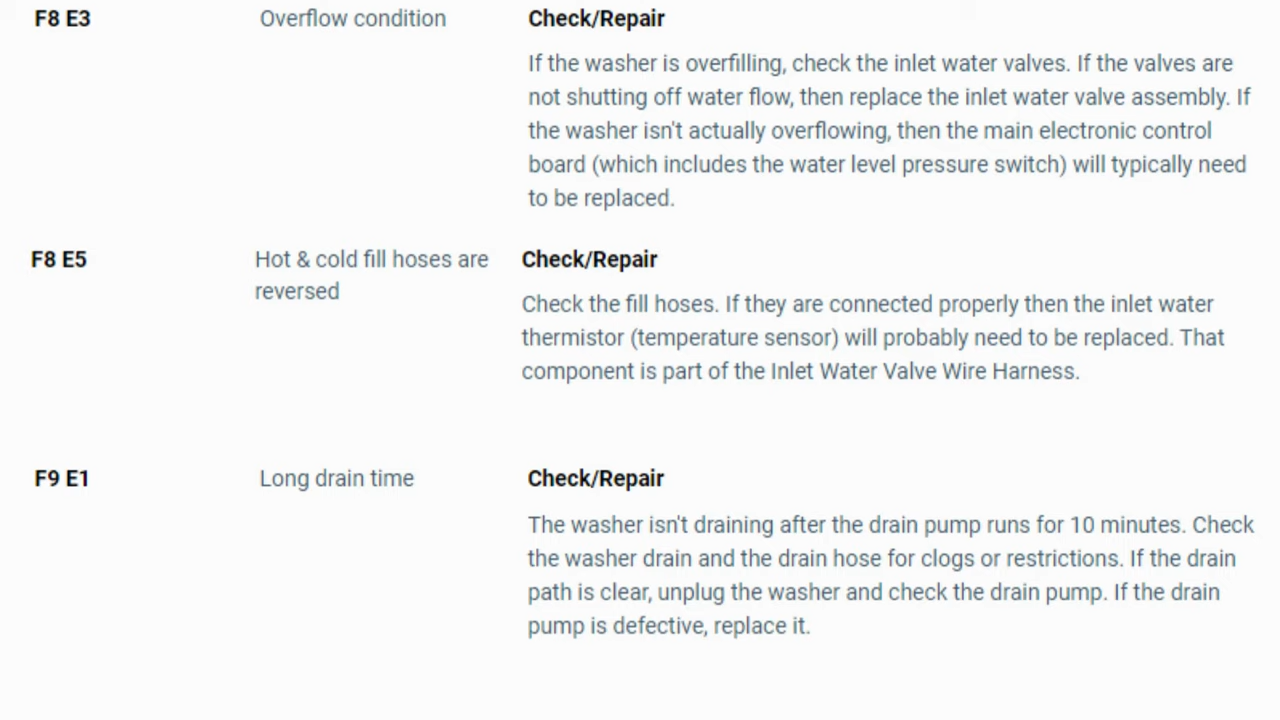 F8 E3
Overflow condition
Check/Repair
If the washer is overfilling, check the inlet water valves. If the valves are
not shutting off water flow, then replace the inlet water valve assembly. If
the washer isn't actually overflowing, then the main electronic control
board (which includes the water level pressure switch) will typically need
to be replaced.
F8 E5
Hot & cold fill hoses are
reversed
Check/Repair
Check the fill hoses. If they are connected properly then the inlet water
thermistor (temperature sensor) will probably need to be replaced. That
component is part of the Inlet Water Valve Wire Harness.
F9 E1
Long drain time
Check/Repair
The washer isn't draining after the drain pump runs for 10 minutes. Check
the washer drain and the drain hose for clogs or restrictions. If the drain
path is clear, unplug the washer and check the drain pump. If the drain
pump is defective, replace it.